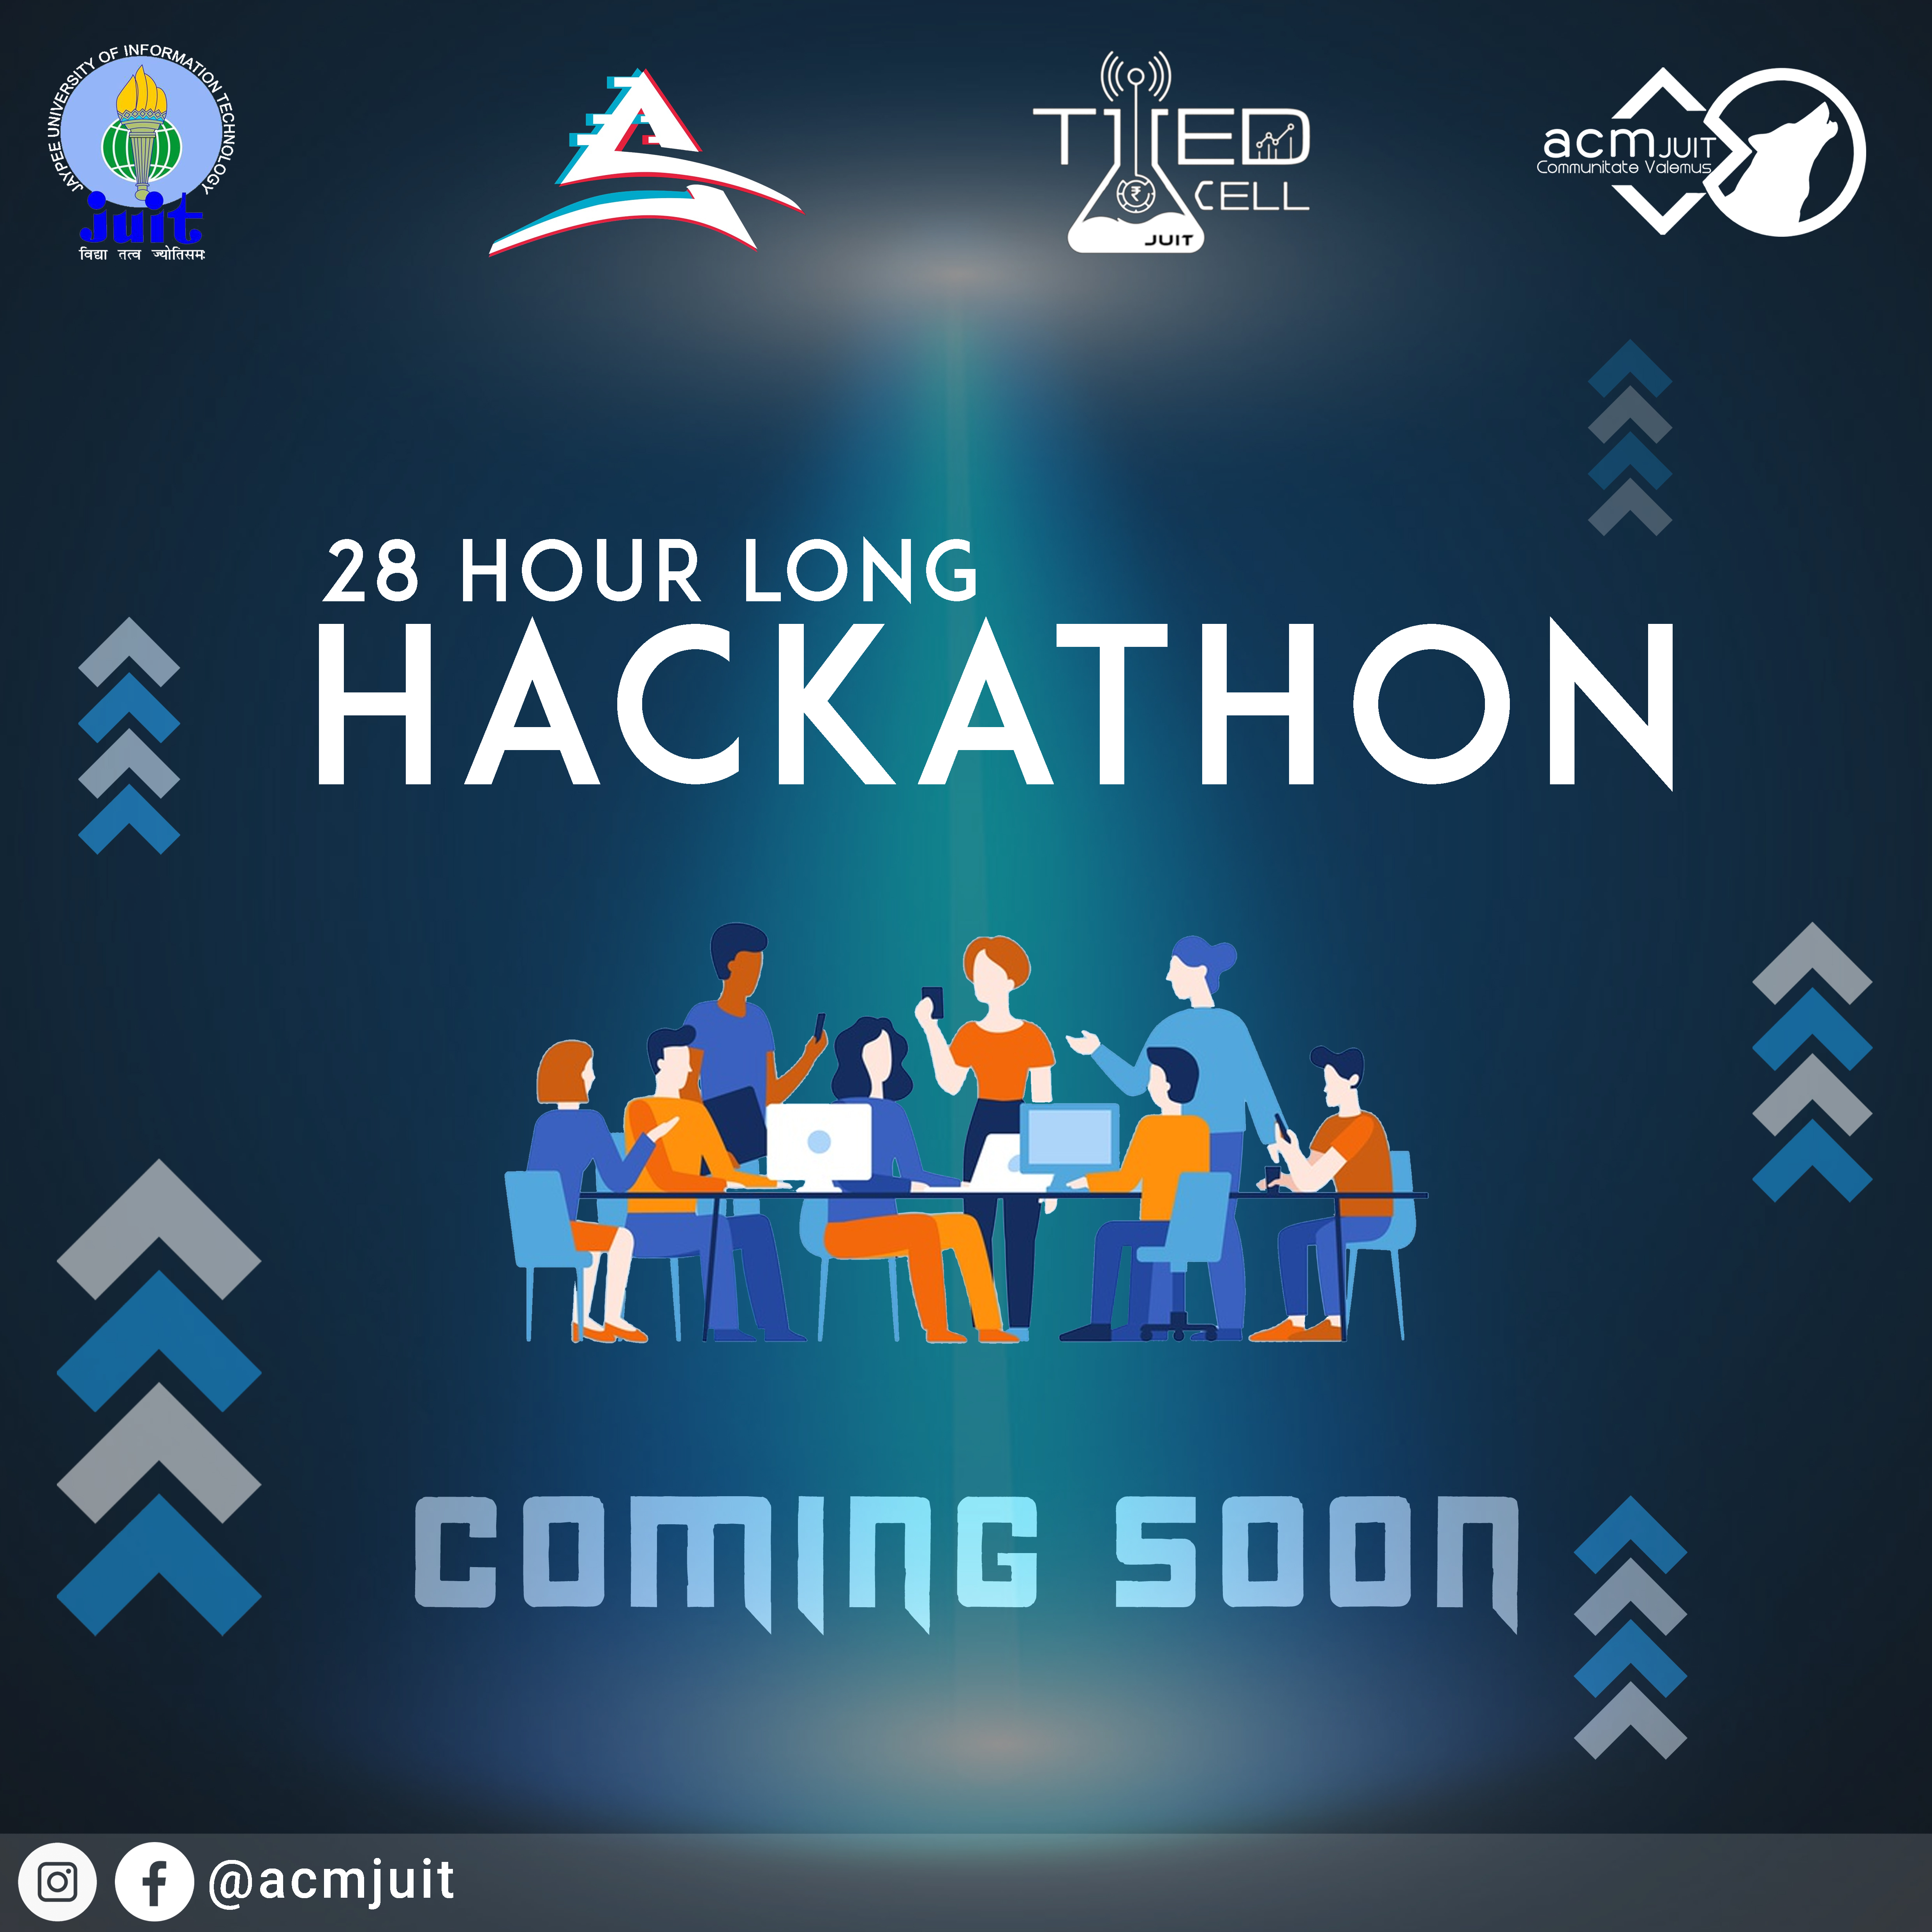 JAYPEE UNIVERSITY OF INFORMATION TECHNOLOGY
juit
विद्या तत्व ज्योतिसमः
A
TIIED
CELL
₹
JUIT
acm JUIT
Communitate Valemus
28 HOUR LONG
HACKATHON
COMING SOON
@acmjuit